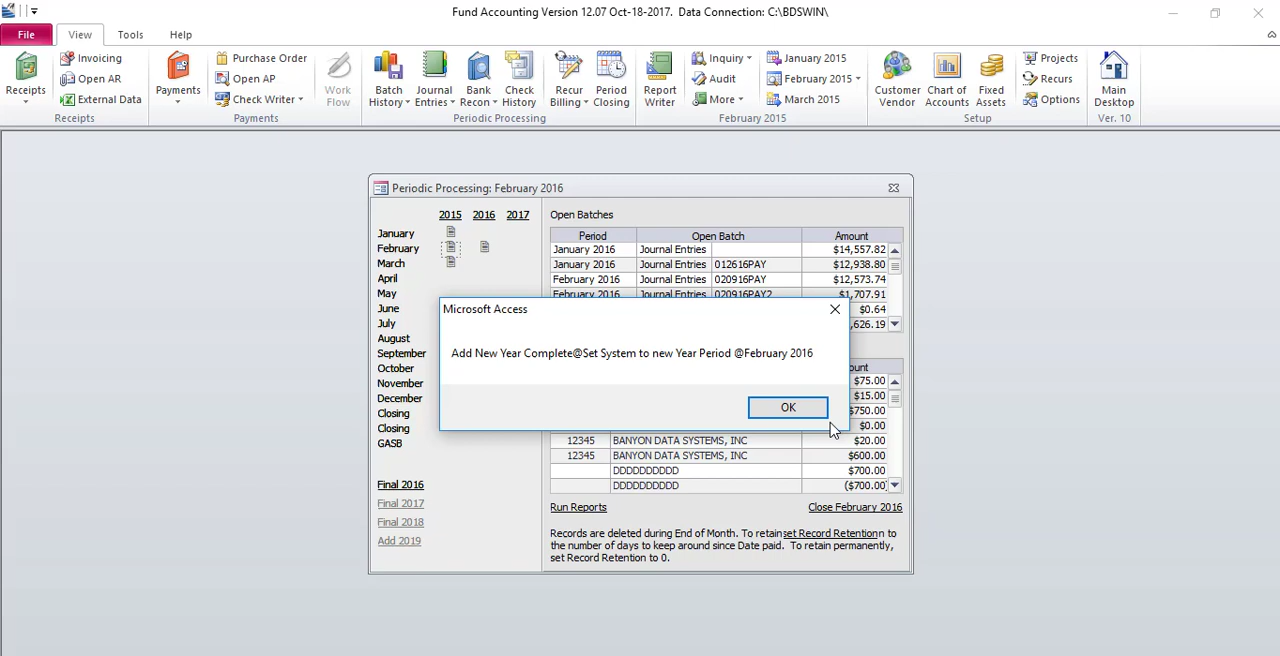 Fund Accounting Version 12.07 Oct-18-2017. Data Connection: C:\BDSWIN\
File View Tools Help
Receipts
Invoicing
Open AR
External Data
Receipts
Payments
Purchase Order
Open AP
Check Writer
Work Flow
Payments
Batch History
Journal Entries
Bank Recon
Check History
Recur Billing
Period Closing
Periodic Processing
Report Writer
Inquiry
Audit
More
January 2015
February 2015
March 2015
February 2015
Customer Vendor
Chart of Accounts
Fixed Assets
Projects
Recurs
Options
Setup
Main Desktop
Ver. 10
Periodic Processing: February 2016
2015 2016 2017
January
February
March
April
May
June
July
August
September
October
November
December
Closing
Closing
GASB
Final 2016
Final 2017
Final 2018
Add 2019
Open Batches
Period Open Batch Amount
January 2016 Journal Entries $14,557.82
January 2016 Journal Entries 012616PAY $12,938.80
February 2016 Journal Entries 020916PAY $12,573.74
February 2016 Journal Entries 020916PAY2 $1,707.91
$0.64
,626.19
Microsoft Access
Add New Year Complete@Set System to new Year Period @February 2016
OK
ount
$75.00
$15.00
$750.00
$0.00
12345 BANYON DATA SYSTEMS, INC $20.00
12345 BANYON DATA SYSTEMS, INC $600.00
DDDDDDDDDD $700.00
DDDDDDDDDD ($700.00)
Run Reports Close February 2016
Records are deleted during End of Month. To retainset Record Retentionn to
the number of days to keep around since Date paid. To retain permanently,
set Record Retention to 0.